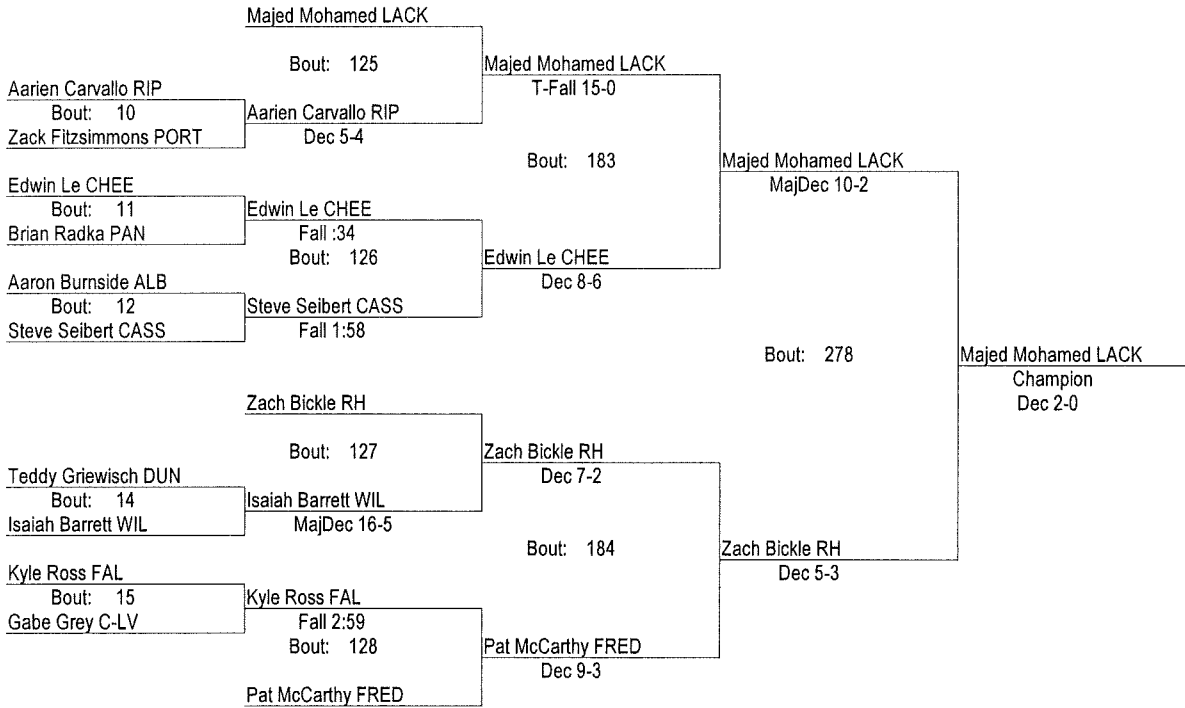 Majed Mohamed LACK
Bout: 125
Majed Mohamed LACK
T-Fall 15-0
Aarien Carvallo RIP
Bout: 10
Aarien Carvallo RIP
Zack Fitzsimmons PORT
Dec 5-4
Bout: 183
Majed Mohamed LACK
MajDec 10-2
Edwin Le CHEE
Bout: 11
Edwin Le CHEE
Brian Radka PAN
Fall :34
Bout: 126
Edwin Le CHEE
Dec 8-6
Aaron Burnside ALB
Bout: 12
Steve Seibert CASS
Steve Seibert CASS
Fall 1:58
Bout: 278
Majed Mohamed LACK
Champion
Dec 2-0
Zach Bickle RH
Bout: 127
Zach Bickle RH
Dec 7-2
Teddy Griewisch DUN
Bout: 14
Isaiah Barrett WIL
Isaiah Barrett WIL
MajDec 16-5
Bout: 184
Zach Bickle RH
Dec 5-3
Kyle Ross FAL
Bout: 15
Kyle Ross FAL
Gabe Grey C-LV
Fall 2:59
Bout: 128
Pat McCarthy FRED
Dec 9-3
Pat McCarthy FRED